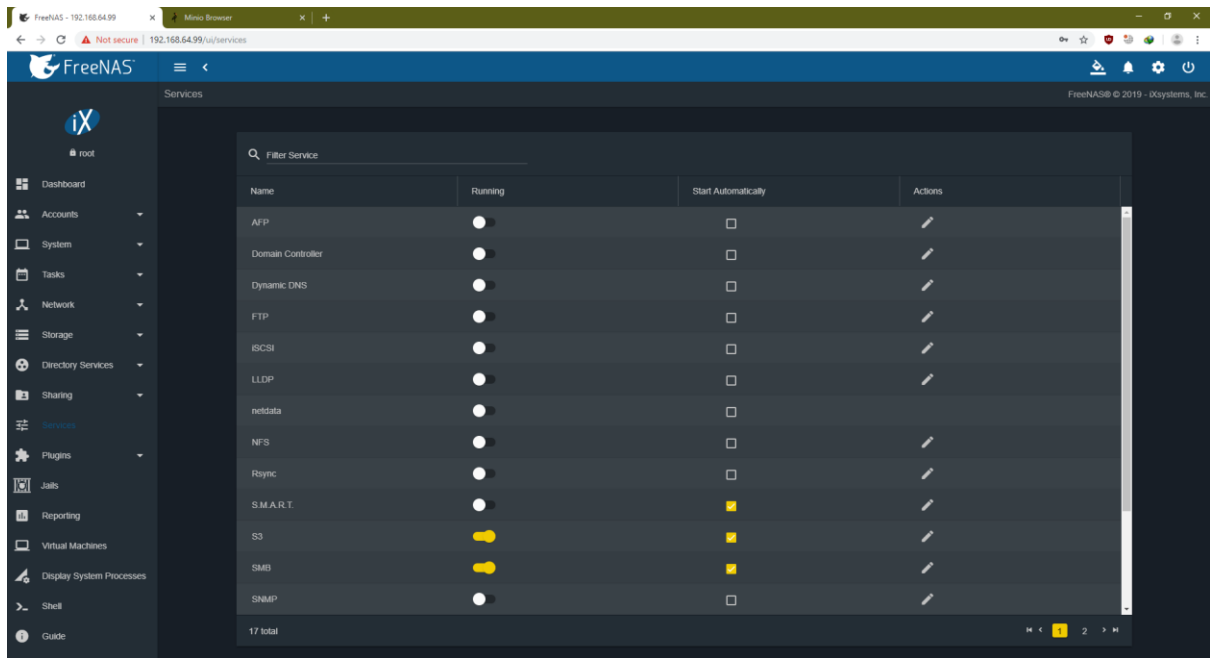 FreeNAS - 192.168.64.99 × Minio Browser × +
Not secure | 192.168.64.99/ui/services
FreeNAS
Services FreeNAS® © 2019 - iXsystems, Inc.
iX
root
Filter Service
Dashboard
Accounts
System
Tasks
Network
Storage
Directory Services
Sharing
Services
Plugins
Jails
Reporting
Virtual Machines
Display System Processes
Shell
Guide
Name Running Start Automatically Actions
AFP
Domain Controller
Dynamic DNS
FTP
iSCSI
LLDP
netdata
NFS
Rsync
S.M.A.R.T.
S3
SMB
SNMP
17 total 1 2